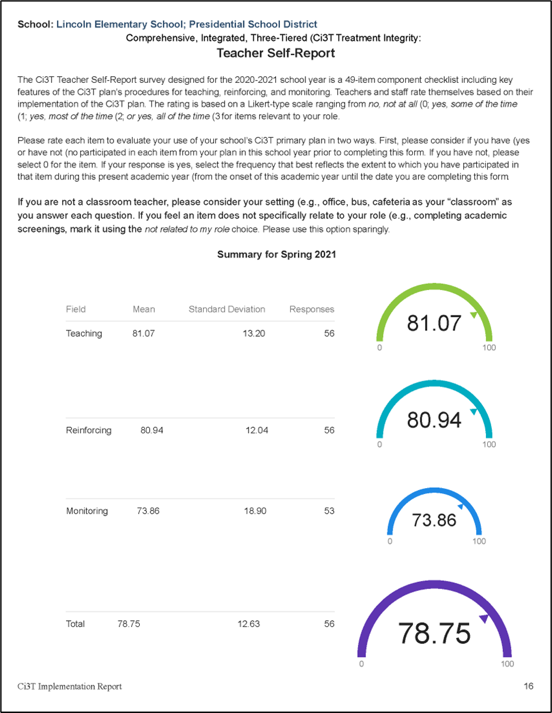 School: Lincoln Elementary School; Presidential School District
Comprehensive, Integrated, Three-Tiered (Ci3T Treatment Integrity:
Teacher Self-Report
The Ci3T Teacher Self-Report survey designed for the 2020-2021 school year is a 49-item component checklist including key
features of the Ci3T plan's procedures for teaching, reinforcing, and monitoring. Teachers and staff rate themselves based on their
implementation of the Ci3T plan. The rating is based on a Likert-type scale ranging from no, not at all (0; yes, some of the time
(1; yes, most of the time (2; or yes, all of the time (3 for items relevant to your role.
Please rate each item to evaluate your use of your school's Ci3T primary plan in two ways. First, please consider if you have (yes
or have not (no participated in each item from your plan in this school year prior to completing this form. If you have not, please
select 0 for the item. If your response is yes, select the frequency that best reflects the extent to which you have participated in
that item during this present academic year (from the onset of this academic year until the date you are completing this form
If you are not a classroom teacher, please consider your setting (e.g., office, bus, cafeteria as your “classroom” as
you answer each question. If you feel an item does not specifically relate to your role (e.g., completing academic
screenings, mark it using the not related to my role choice. Please use this option sparingly.
Summary for Spring 2021
Field Mean Standard Deviation Responses
Teaching 81.07 13.20 56
81.07
0 100
Reinforcing 80.94 12.04 56
80.94
0 100
Monitoring 73.86 18.90 53
73.86
0 100
Total 78.75 12.63 56
78.75
0 100
Ci3T Implementation Report 16